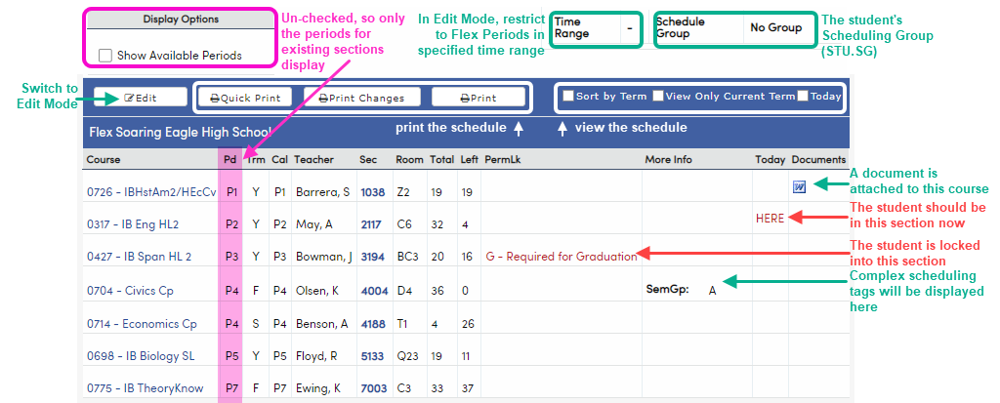 Display Options
Show Available Periods
Un-checked, so only
the periods for
existing sections
display
In Edit Mode, restrict
to Flex Periods in
specified time range
Time
Range
-
Schedule
Group
No Group
The student's
Scheduling Group
(STU.SG)
Switch to
Edit Mode
Edit
Quick Print
Print Changes
Print
Sort by Term
View Only Current Term
Today
print the schedule
view the schedule
Flex Soaring Eagle High School
Course Pd Trm Cal Teacher Sec Room Total Left PermLk More Info Today Documents
0726 - IBHstAm2/HEcCv P1 Y P1 Barrera, S 1038 Z2 19 19
A document is
attached to this course
0317 - IB Eng HL2 P2 Y P2 May, A 2117 C6 32 4 HERE
The student should be
in this section now
0427 - IB Span HL 2 P3 Y P3 Bowman, J 3194 BC3 20 16 G - Required for Graduation
The student is locked
into this section
0704 - Civics Cp P4 F P4 Olsen, K 4004 D4 36 0 SemGp: A
Complex scheduling
tags will be displayed
here
0714 - Economics Cp P4 S P4 Benson, A 4188 T1 4 26
0698 - IB Biology SL P5 Y P5 Floyd, R 5133 Q23 19 11
0775 - IB TheoryKnow P7 F P7 Ewing, K 7003 C3 33 37